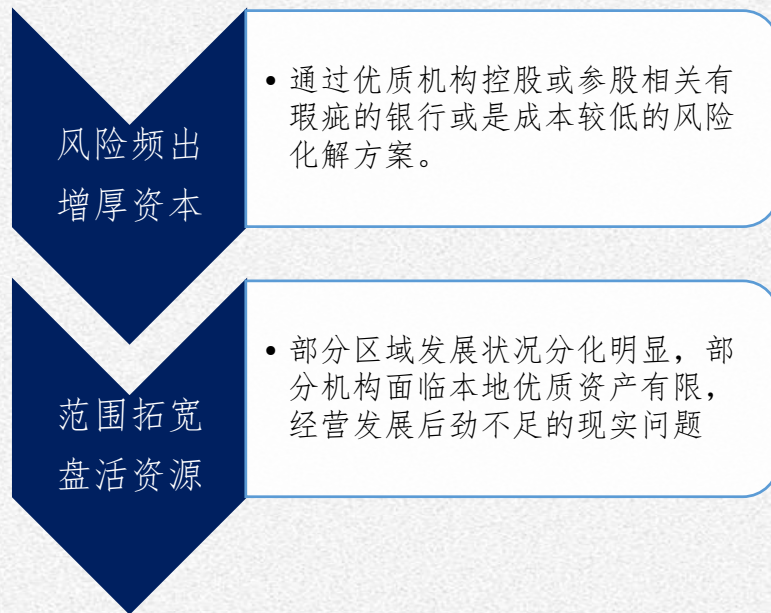 风险频出
增厚资本
• 通过优质机构控股或参股相关有
瑕疵的银行或是成本较低的风险
化解方案。
范围拓宽
盘活资源
• 部分区域发展状况分化明显，部
分机构面临本地优质资产有限，
经营发展后劲不足的现实问题